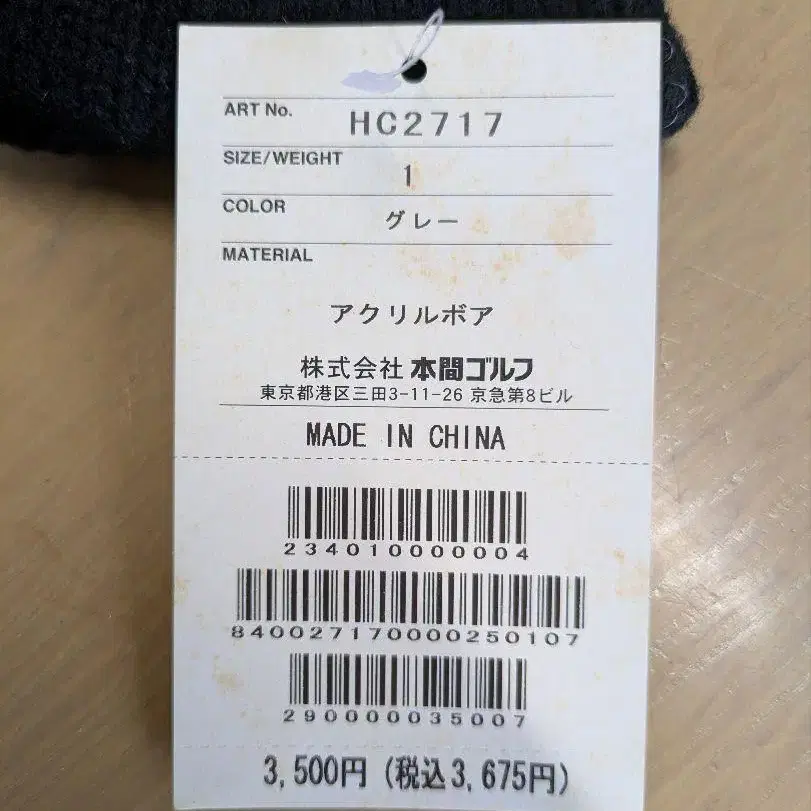 ART No. HC2717
SIZE/WEIGHT 1
COLOR グレー
MATERIAL
アクリルボア
株式会社 本間ゴルフ
東京都港区三田3-11-26 京急第8ビル
MADE IN CHINA
234010000004
840027170000250107
290000035007
3,500円 (税込3,675円)